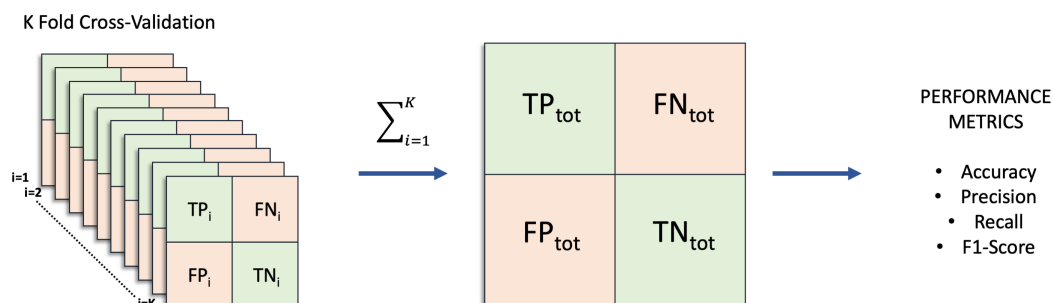 K Fold Cross-Validation
i=1
i=2
i=K
TPᵢ FNᵢ
FPᵢ TNᵢ
∑ᵢ₌₁ᴷ
TPtot FNtot
FPtot TNtot
PERFORMANCE
METRICS
• Accuracy
• Precision
• Recall
• F1-Score